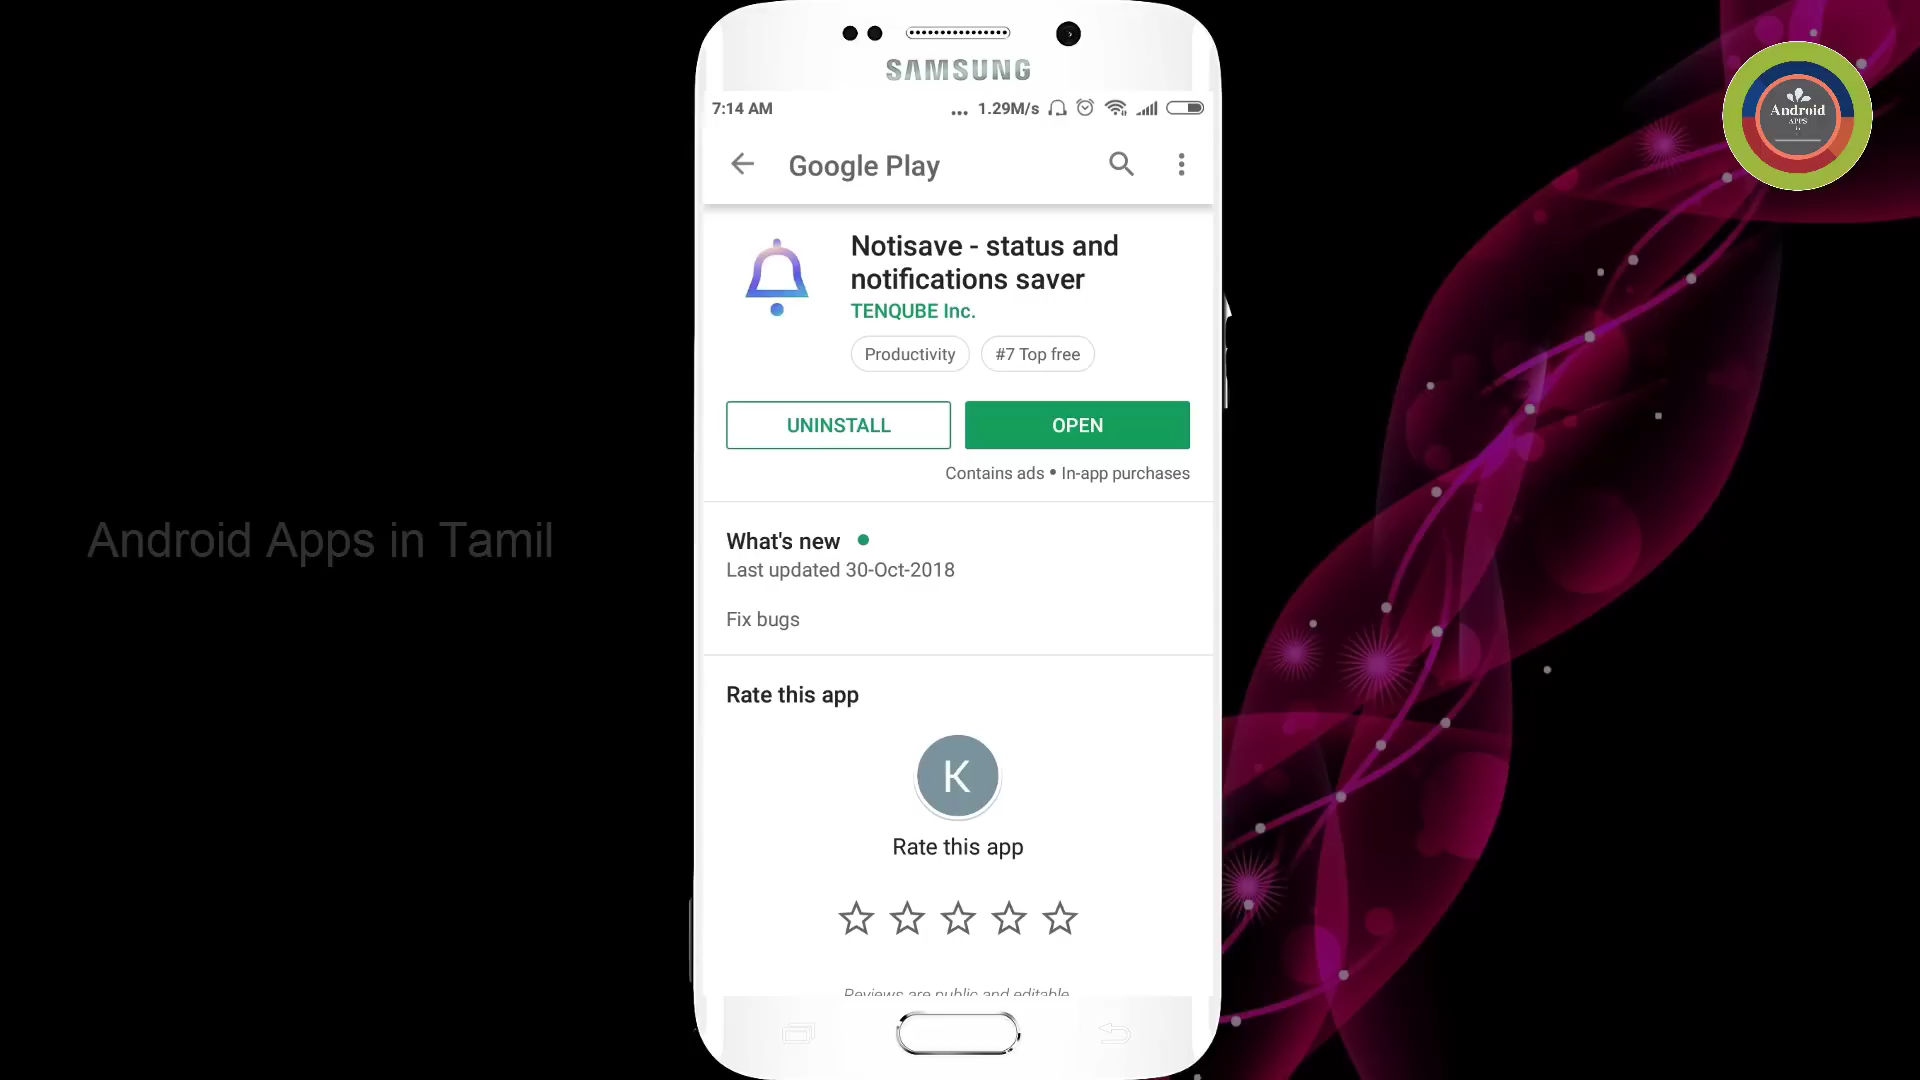 SAMSUNG
7:14 AM
... 1.29M/s
Google Play
Notisave - status and
notifications saver
TENQUBE Inc.
Productivity
#7 Top free
UNINSTALL
OPEN
Contains ads • In-app purchases
What's new
Last updated 30-Oct-2018
Fix bugs
Rate this app
K
Rate this app
Reviews are public and editable
Android Apps in Tamil
Android
APPS